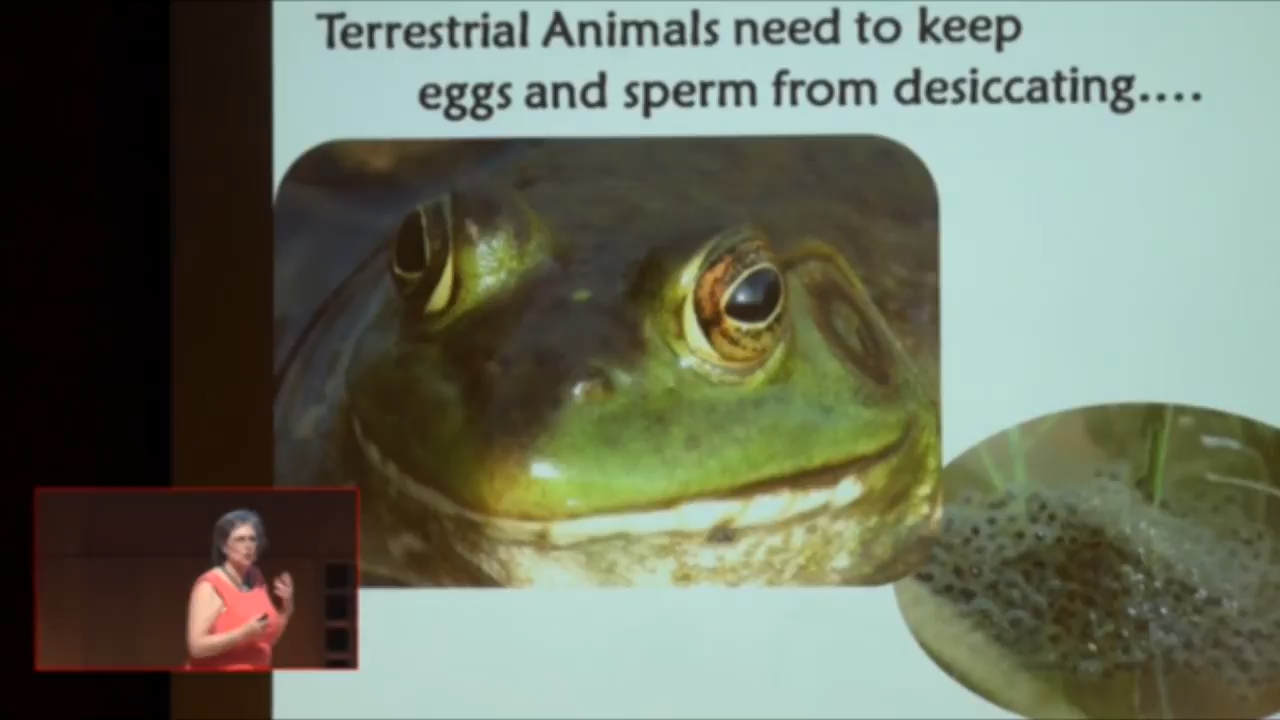 Terrestrial Animals need to keep
eggs and sperm from desiccating....